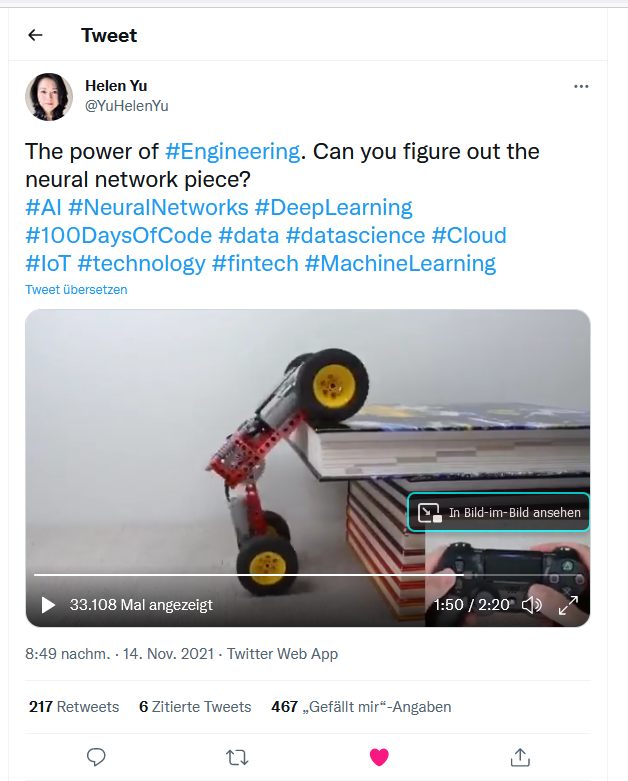 Tweet
Helen Yu
@YuHelenYu
The power of #Engineering. Can you figure out the
neural network piece?
#AI #NeuralNetworks #DeepLearning
#100DaysOfCode #data #datascience #Cloud
#IoT #technology #fintech #MachineLearning
Tweet übersetzen
In Bild-im-Bild ansehen
33.108 Mal angezeigt
1:50 / 2:20
8:49 nachm. · 14. Nov. 2021 · Twitter Web App
217 Retweets 6 Zitierte Tweets 467 „Gefällt mir“-Angaben